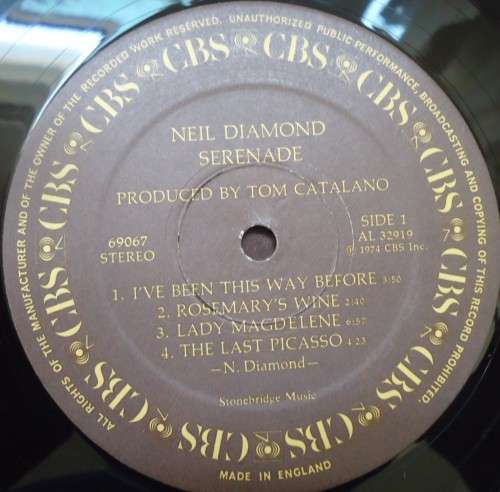 ALL RIGHTS OF THE MANUFACTURER AND OF THE OWNER OF THE RECORDED WORK RESERVED. UNAUTHORIZED PUBLIC PERFORMANCE, BROADCASTING AND COPYING OF THIS RECORD PROHIBITED.
CBS CBS CBS CBS CBS CBS CBS CBS CBS CBS CBS CBS
NEIL DIAMOND
SERENADE
PRODUCED BY TOM CATALANO
69067
STEREO
SIDE 1
AL 32919
℗ 1974 CBS Inc.
1. I'VE BEEN THIS WAY BEFORE 3:50
2. ROSEMARY'S WINE 2:40
3. LADY MAGDELENE 6:57
4. THE LAST PICASSO 4:23
—N. Diamond—
Stonebridge Music
MADE IN ENGLAND